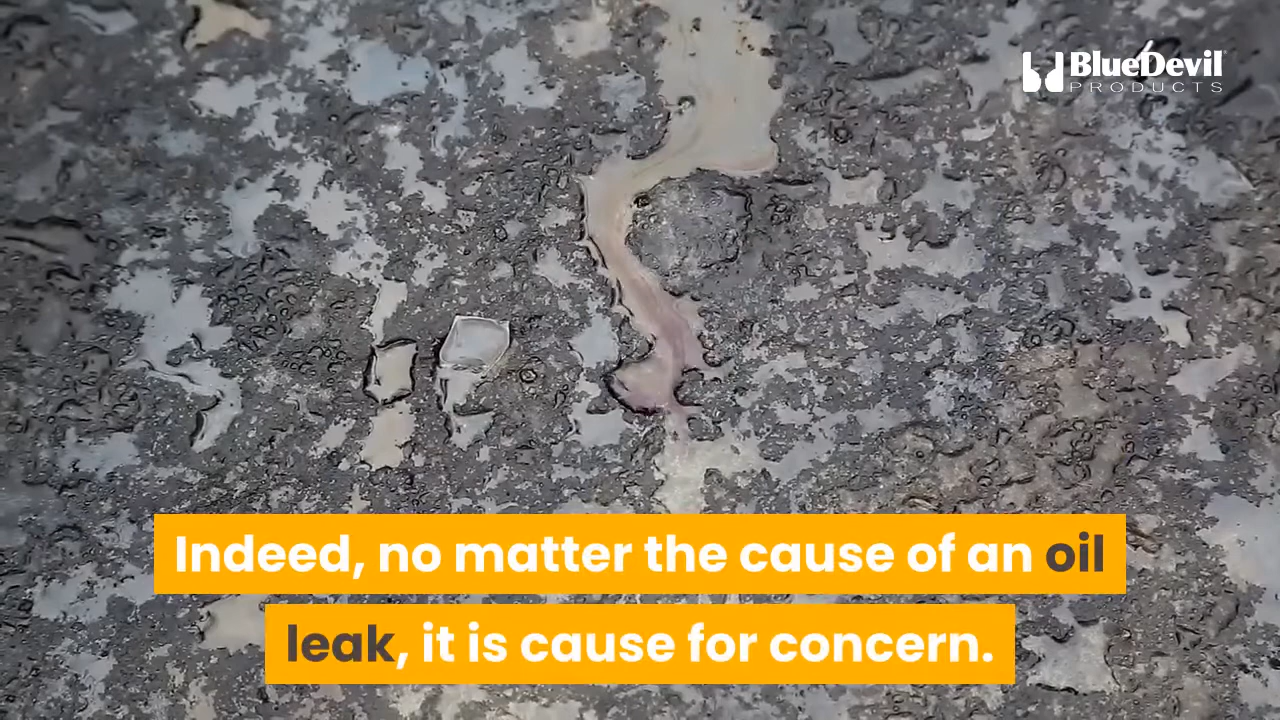 BlueDevil
PRODUCTS
Indeed, no matter the cause of an oil
leak, it is cause for concern.